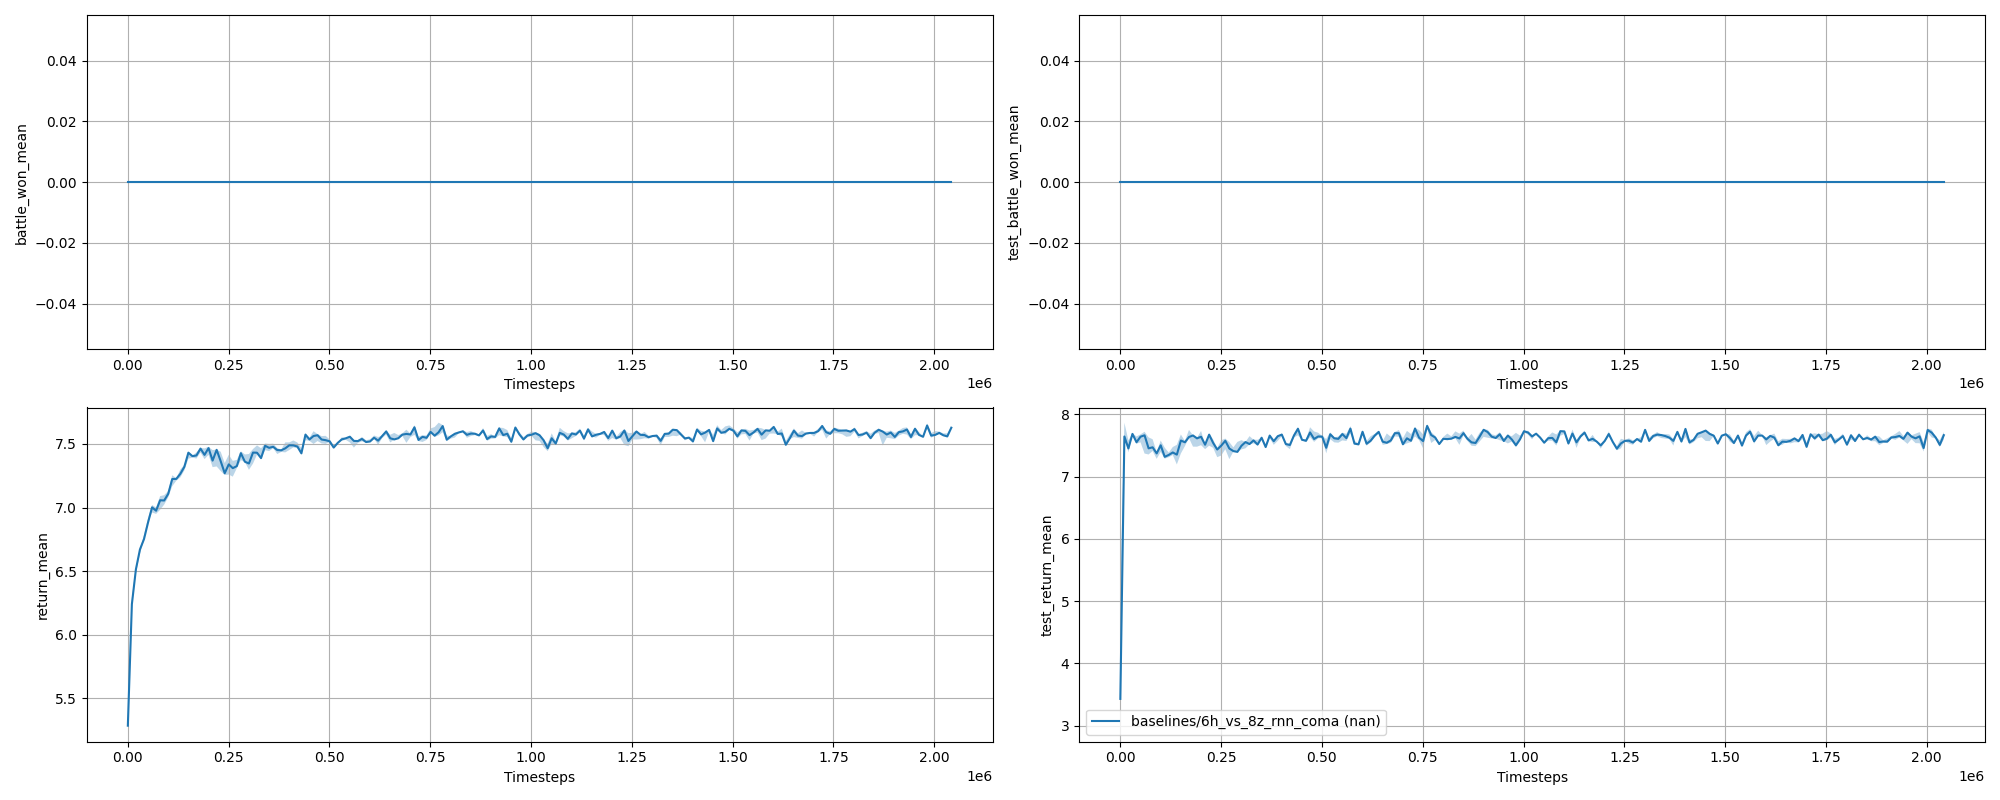 battle_won_mean
0.04
0.02
0.00
−0.02
−0.04
0.00 0.25 0.50 0.75 1.00 1.25 1.50 1.75 2.00
Timesteps
1e6
test_battle_won_mean
0.04
0.02
0.00
−0.02
−0.04
0.00 0.25 0.50 0.75 1.00 1.25 1.50 1.75 2.00
Timesteps
1e6
return_mean
7.5
7.0
6.5
6.0
5.5
0.00 0.25 0.50 0.75 1.00 1.25 1.50 1.75 2.00
Timesteps
1e6
test_return_mean
8
7
6
5
4
3
baselines/6h_vs_8z_rnn_coma (nan)
0.00 0.25 0.50 0.75 1.00 1.25 1.50 1.75 2.00
Timesteps
1e6